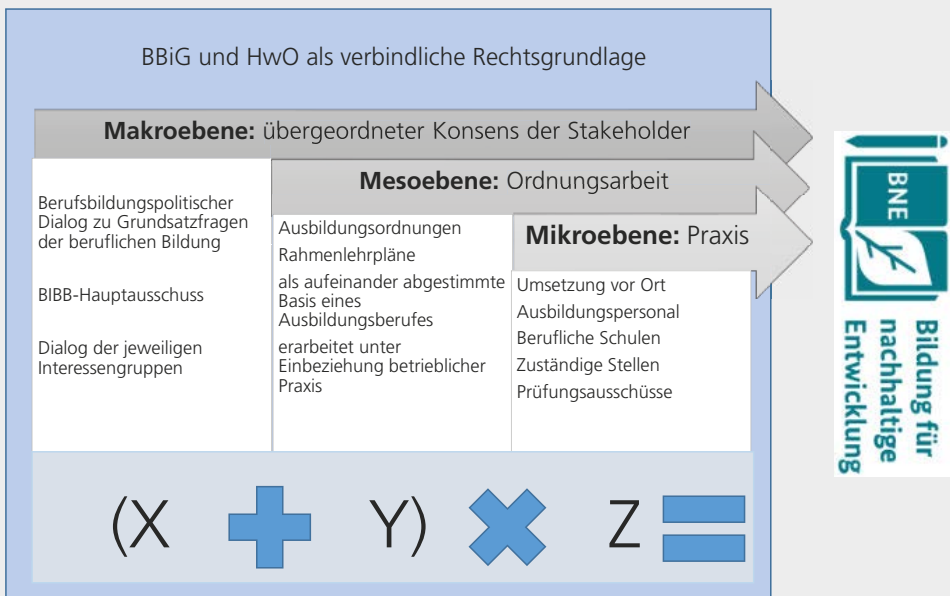 BBiG und HwO als verbindliche Rechtsgrundlage
Makroebene: übergeordneter Konsens der Stakeholder
Berufsbildungspolitischer
Dialog zu Grundsatzfragen
der beruflichen Bildung
BIBB-Hauptausschuss
Dialog der jeweiligen
Interessengruppen
Mesoebene: Ordnungsarbeit
Ausbildungsordnungen
Rahmenlehrpläne
als aufeinander abgestimmte
Basis eines
Ausbildungsberufes
erarbeitet unter
Einbeziehung betrieblicher
Praxis
Mikroebene: Praxis
Umsetzung vor Ort
Ausbildungspersonal
Berufliche Schulen
Zuständige Stellen
Prüfungsausschüsse
(X + Y) × Z =
BNE
Bildung für
nachhaltige
Entwicklung